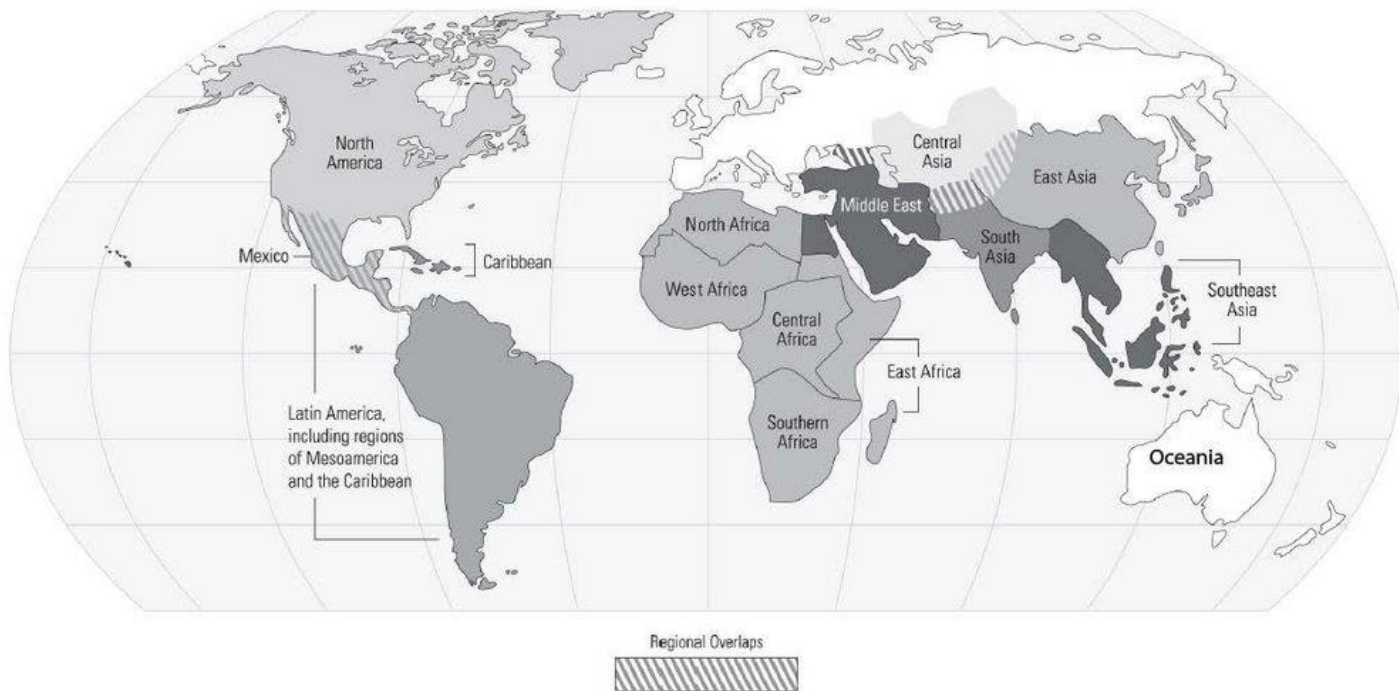 North
America
Mexico
Caribbean
Latin America,
including regions
of Mesoamerica
and the Caribbean
North Africa
West Africa
Central
Africa
East Africa
Southern
Africa
Middle East
Central
Asia
East Asia
South
Asia
Southeast
Asia
Oceania
Regional Overlaps